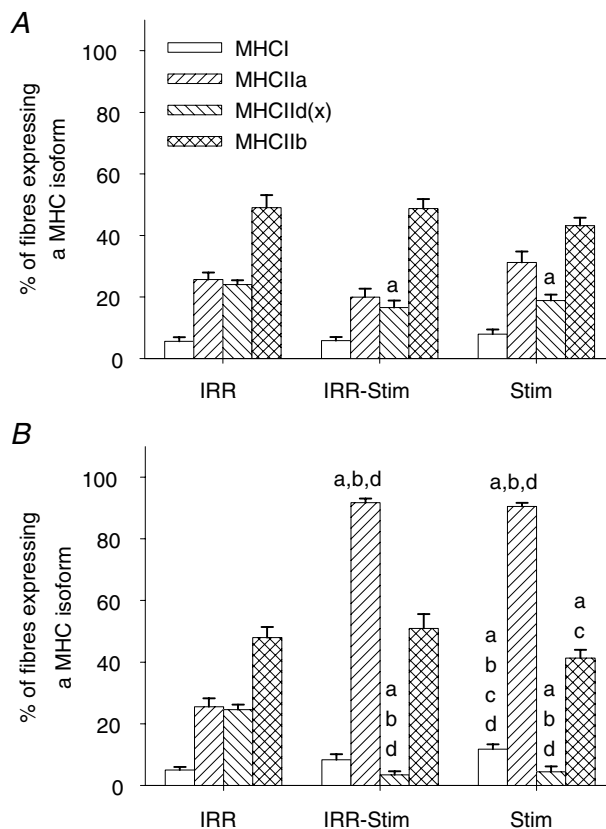 A
MHCI
MHCIIa
MHCIId(x)
MHCIIb
% of fibres expressing
a MHC isoform
100
80
60
40
20
0
a
a
IRR
IRR-Stim
Stim
B
% of fibres expressing
a MHC isoform
100
80
60
40
20
0
a,b,d
a
b
d
a
b
c
d
a,b,d
a
b
d
a
c
IRR
IRR-Stim
Stim